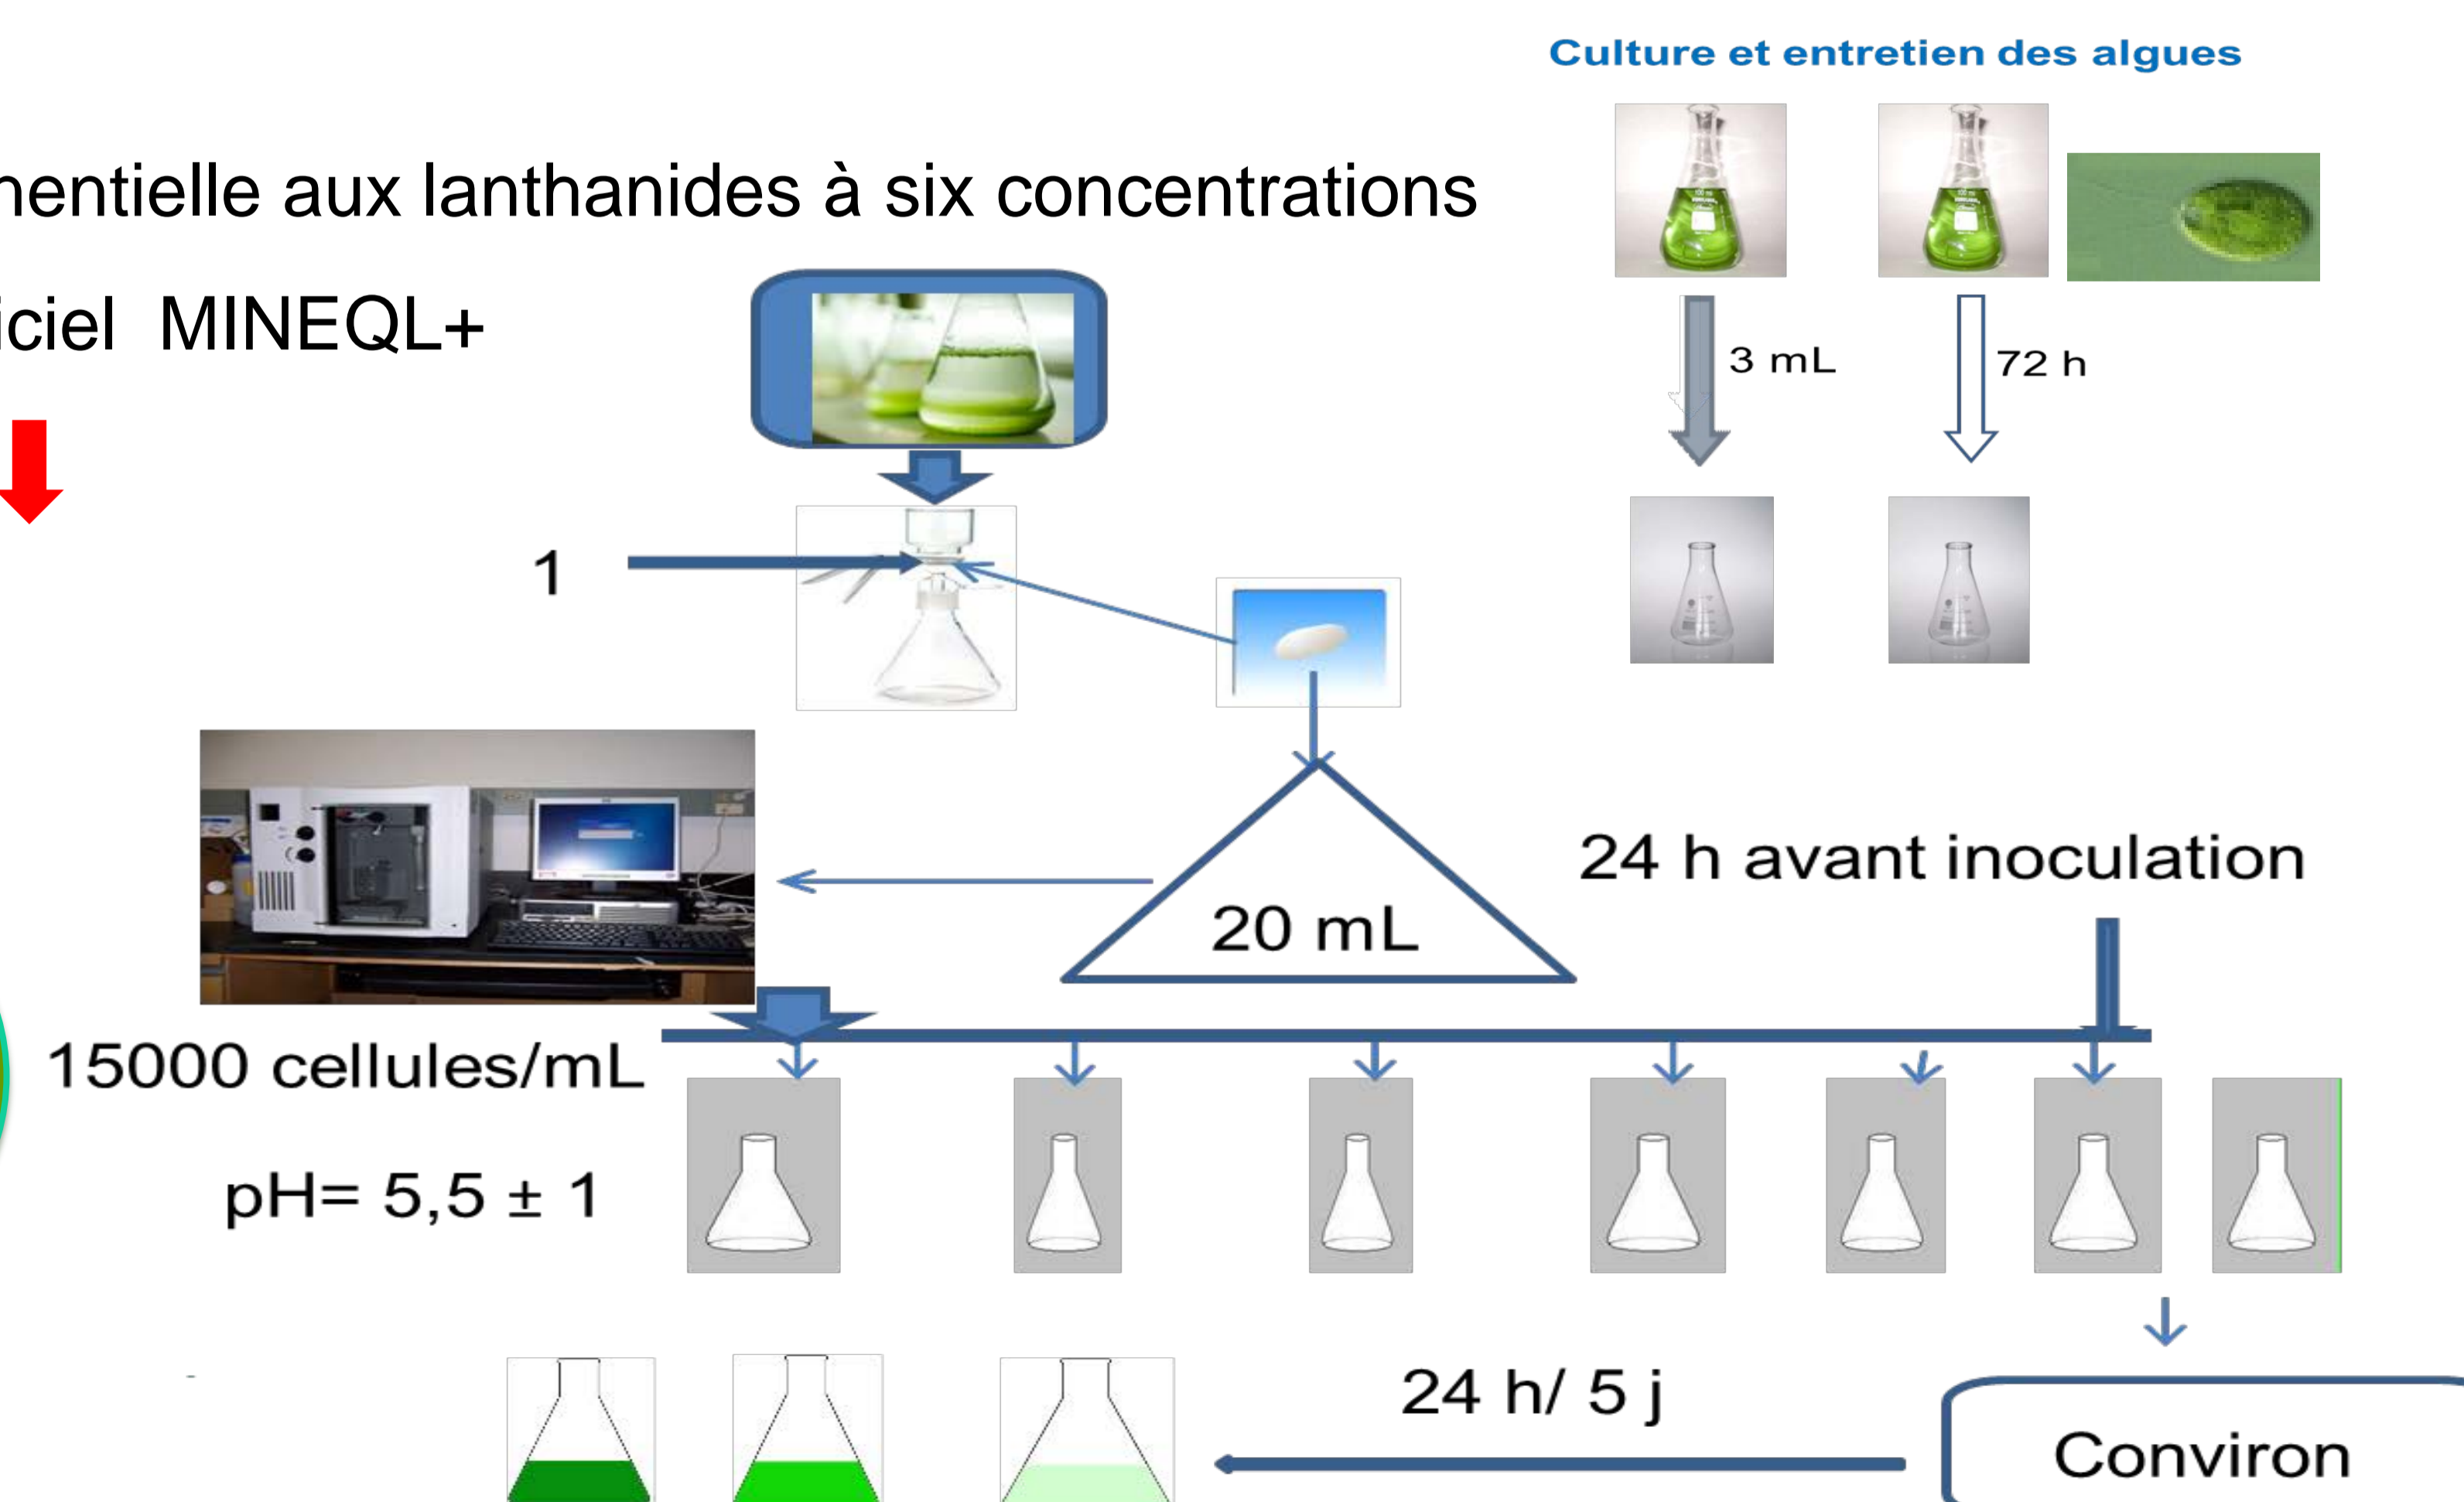 Culture et entretien des algues
nentielle aux lanthanides à six concentrations
iciel MINEQL+
3 mL
72 h
1
24 h avant inoculation
20 mL
15000 cellules/mL
pH= 5,5 ± 1
24 h/ 5 j
Conviron